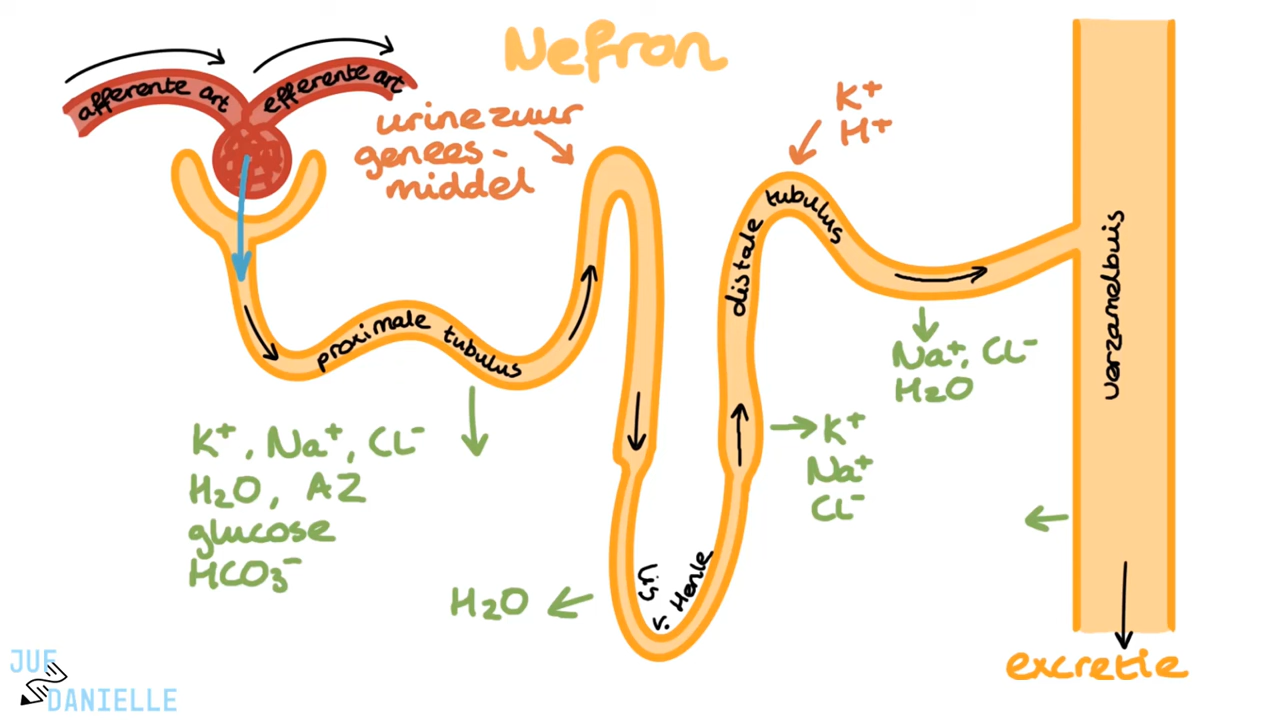 Nefron
afferente art
efferente art
urinezuur
genees-
middel
K+
H+
distale tubulus
proximale tubulus
verzamelbuis
Na+, Cl-
H2O
K+, Na+, Cl-
H2O, AZ
glucose
HCO3-
K+
Na+
Cl-
H2O
lis
v. Henle
excretie
JUF
DANIELLE